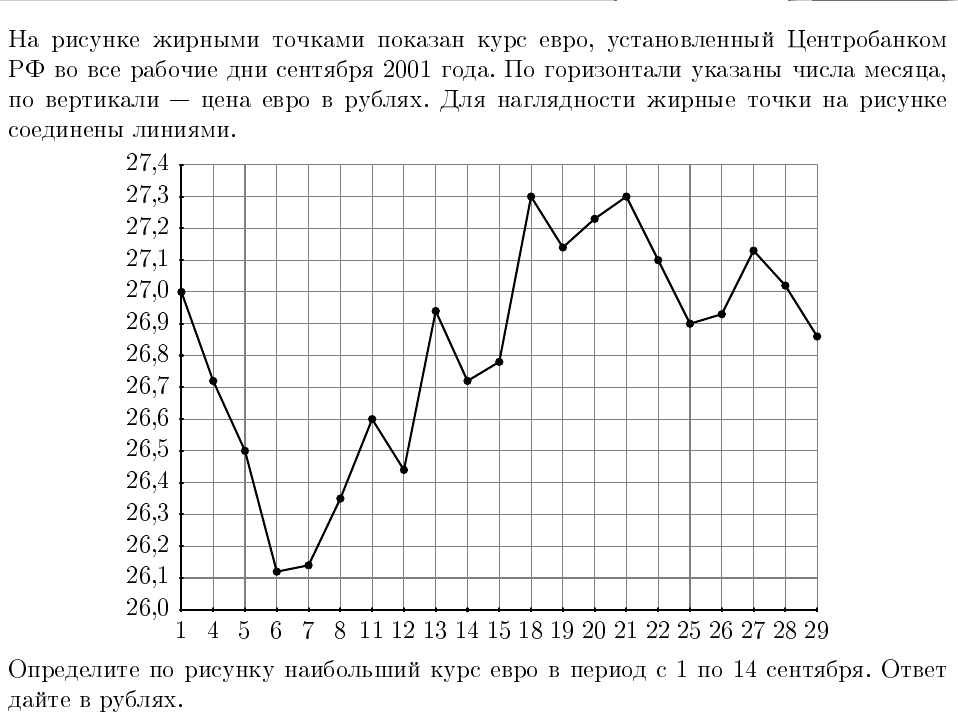 На рисунке жирными точками показан курс евро, установленный Центробанком
РФ во все рабочие дни сентября 2001 года. По горизонтали указаны числа месяца,
по вертикали — цена евро в рублях. Для наглядности жирные точки на рисунке
соединены линиями.
27,4
27,3
27,2
27,1
27,0
26,9
26,8
26,7
26,6
26,5
26,4
26,3
26,2
26,1
26,0
1 4 5 6 7 8 11 12 13 14 15 18 19 20 21 22 25 26 27 28 29
Определите по рисунку наибольший курс евро в период с 1 по 14 сентября. Ответ
дайте в рублях.